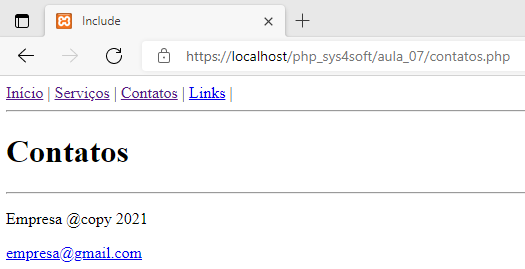 Include
https://localhost/php_sys4soft/aula_07/contatos.php
Início | Serviços | Contatos | Links |
Contatos
Empresa @copy 2021
empresa@gmail.com